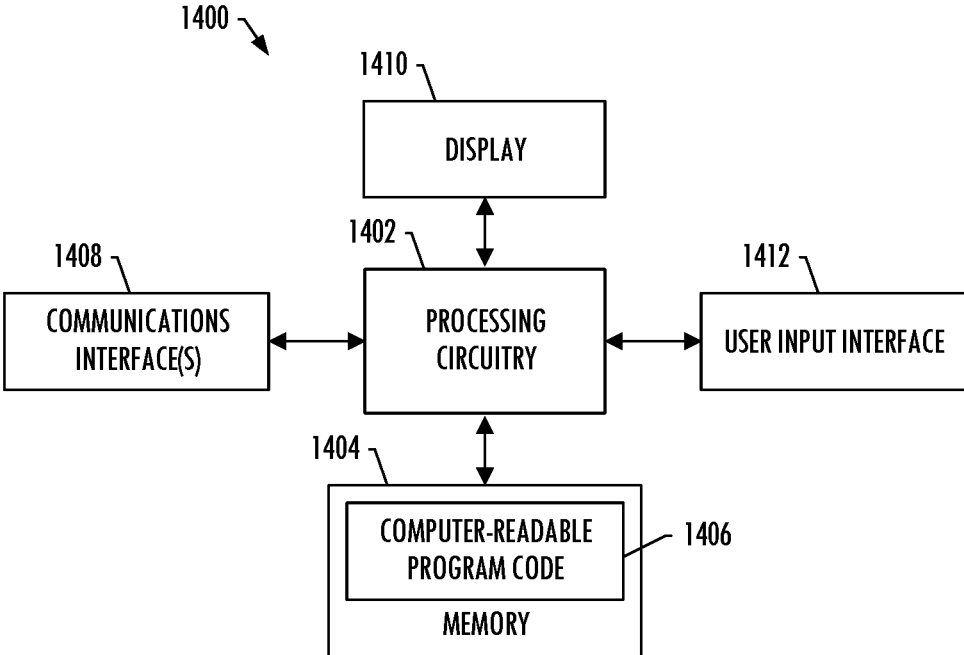 1400
1410
DISPLAY
1402
1408
1412
COMMUNICATIONS
INTERFACE(S)
PROCESSING
CIRCUITRY
USER INPUT INTERFACE
1404
COMPUTER-READABLE
PROGRAM CODE
1406
MEMORY